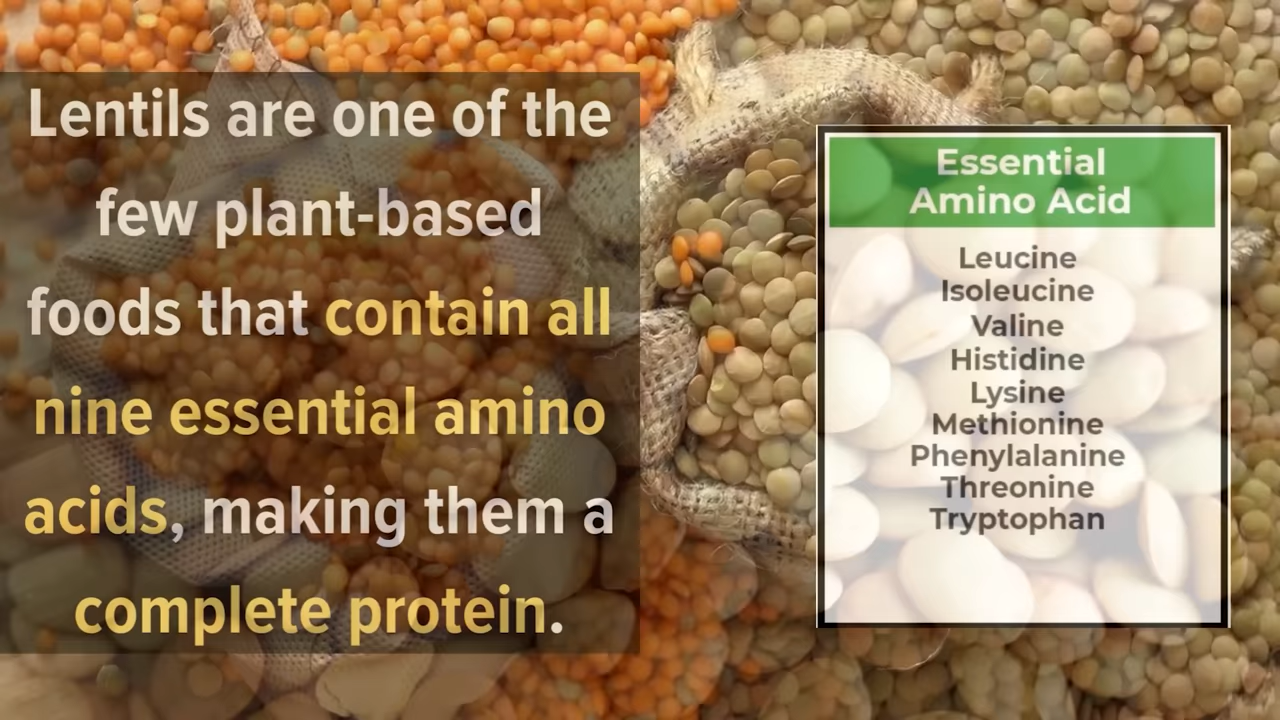 Lentils are one of the
few plant-based
foods that contain all
nine essential amino
acids, making them a
complete protein.
Essential
Amino Acid
Leucine
Isoleucine
Valine
Histidine
Lysine
Methionine
Phenylalanine
Threonine
Tryptophan